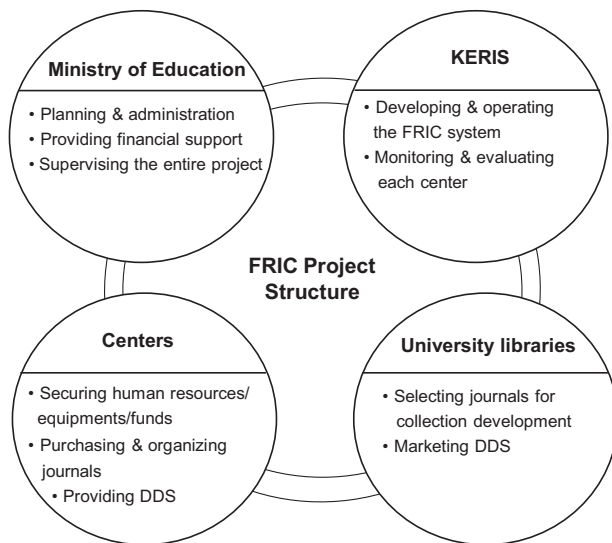 Ministry of Education
• Planning & administration
• Providing financial support
• Supervising the entire project
KERIS
• Developing & operating
the FRIC system
• Monitoring & evaluating
each center
FRIC Project
Structure
Centers
• Securing human resources/
equipments/funds
• Purchasing & organizing
journals
• Providing DDS
University libraries
• Selecting journals for
collection development
• Marketing DDS